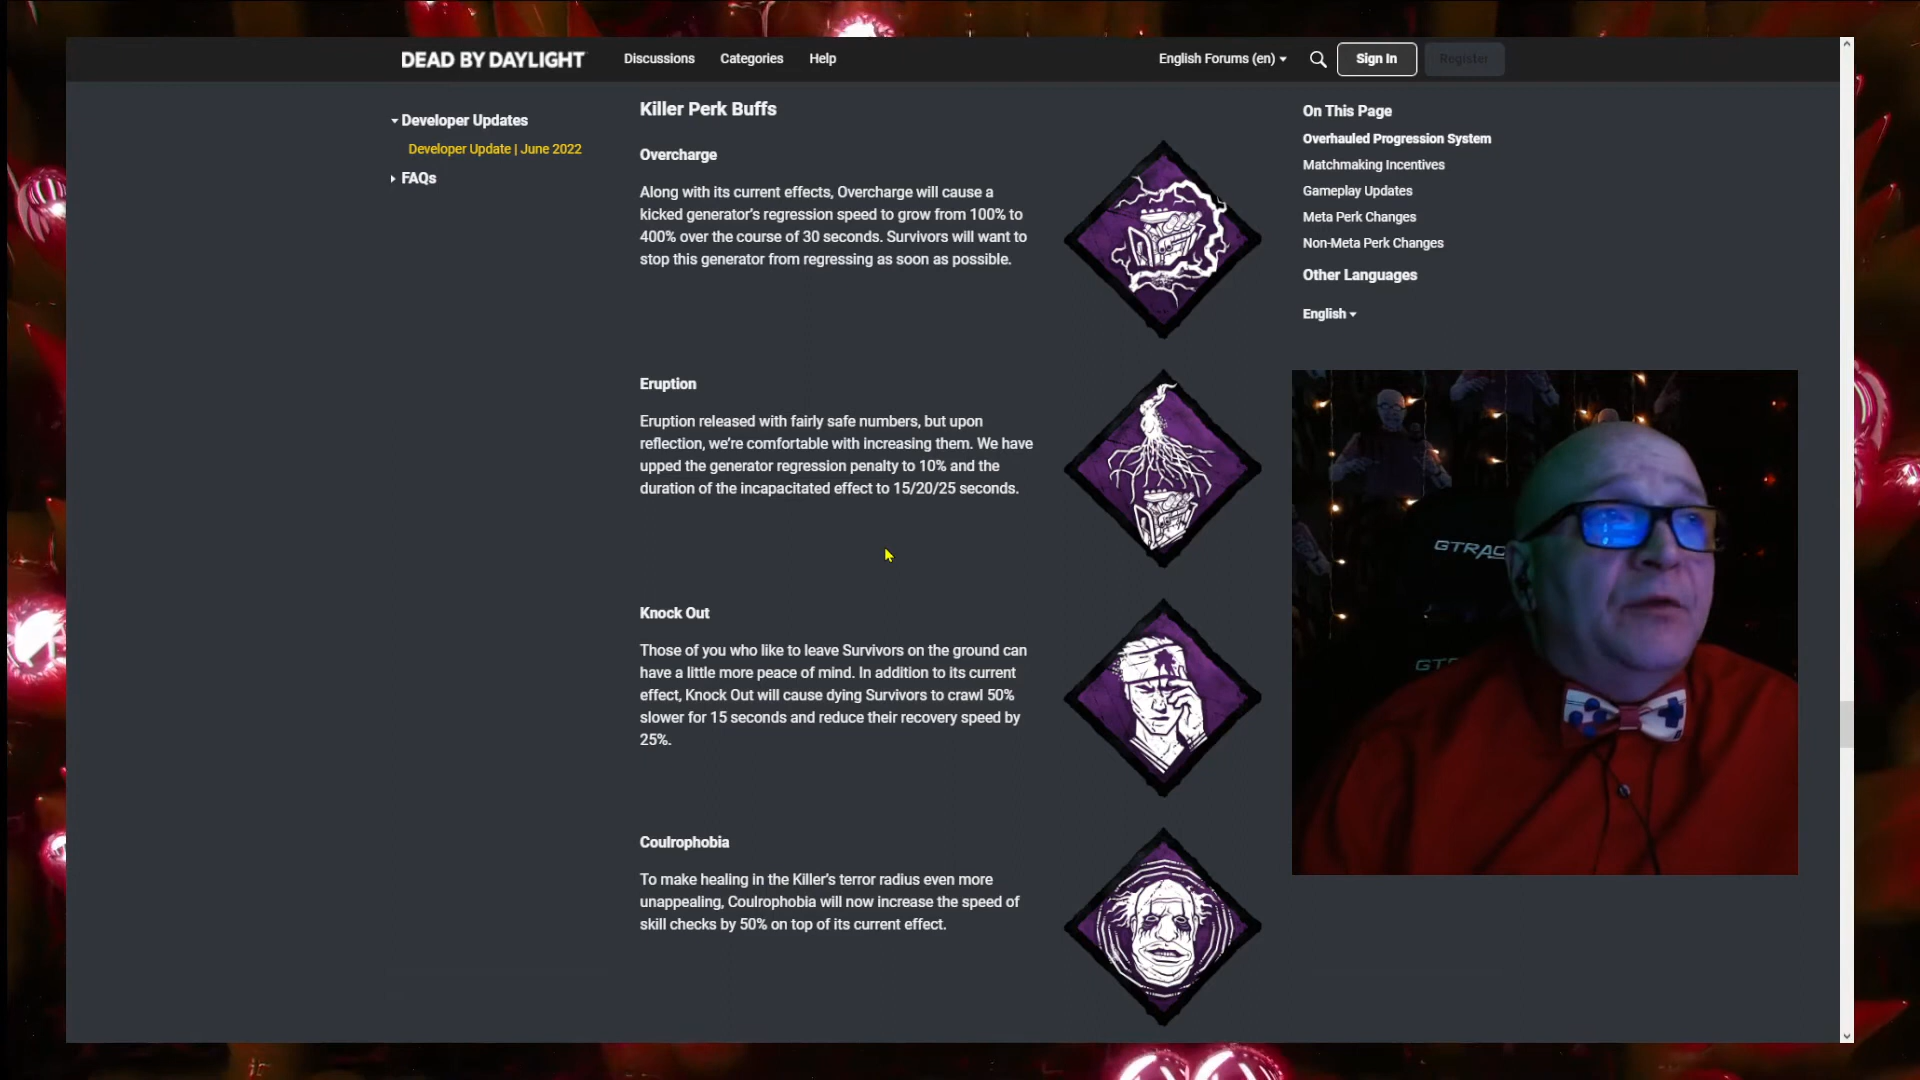 DEAD BY DAYLIGHT
Discussions
Categories
Help
English Forums (en)
Sign In
Register
Developer Updates
Developer Update | June 2022
FAQs
Killer Perk Buffs
Overcharge
Along with its current effects, Overcharge will cause a
kicked generator's regression speed to grow from 100% to
400% over the course of 30 seconds. Survivors will want to
stop this generator from regressing as soon as possible.
Eruption
Eruption released with fairly safe numbers, but upon
reflection, we're comfortable with increasing them. We have
upped the generator regression penalty to 10% and the
duration of the incapacitated effect to 15/20/25 seconds.
Knock Out
Those of you who like to leave Survivors on the ground can
have a little more peace of mind. In addition to its current
effect, Knock Out will cause dying Survivors to crawl 50%
slower for 15 seconds and reduce their recovery speed by
25%.
Coulrophobia
To make healing in the Killer's terror radius even more
unappealing, Coulrophobia will now increase the speed of
skill checks by 50% on top of its current effect.
On This Page
Overhauled Progression System
Matchmaking Incentives
Gameplay Updates
Meta Perk Changes
Non-Meta Perk Changes
Other Languages
English
GTRAC
GT